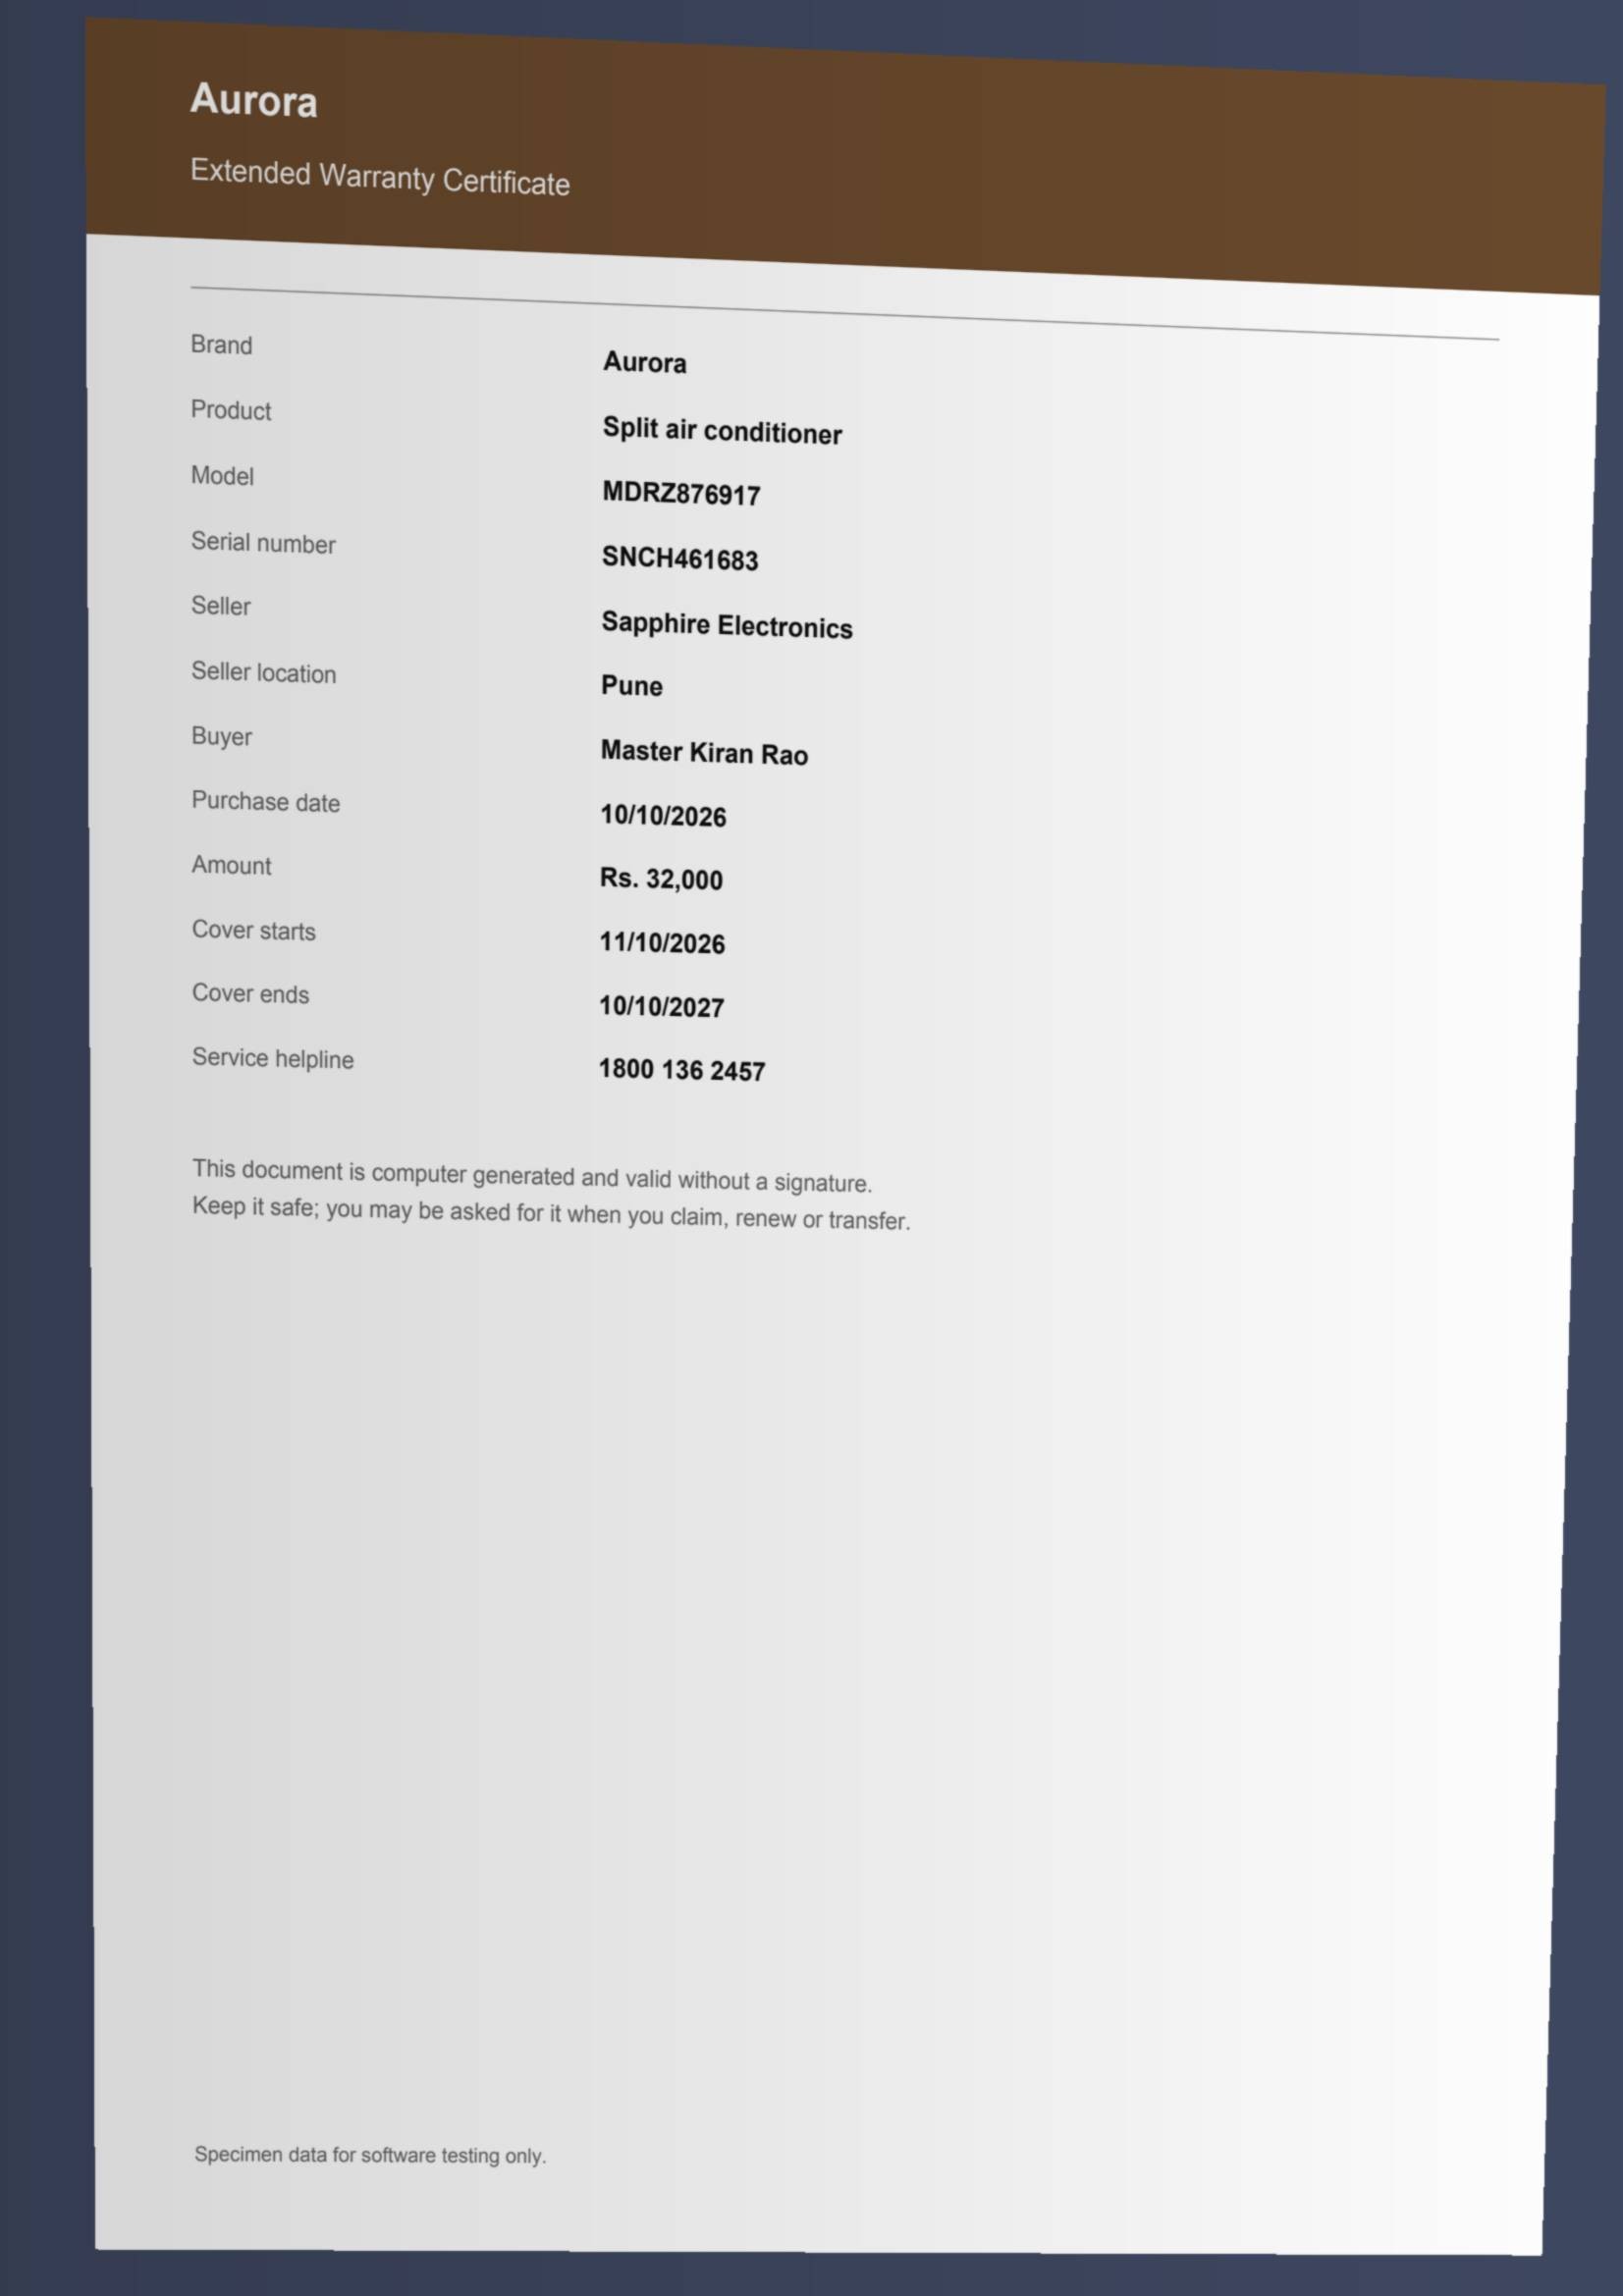 Aurora
Extended Warranty Certificate
Brand Aurora
Product Split air conditioner
Model MDRZ876917
Serial number SNCH461683
Seller Sapphire Electronics
Seller location Pune
Buyer Master Kiran Rao
Purchase date 10/10/2026
Amount Rs. 32,000
Cover starts 11/10/2026
Cover ends 10/10/2027
Service helpline 1800 136 2457
This document is computer generated and valid without a signature.
Keep it safe; you may be asked for it when you claim, renew or transfer.
Specimen data for software testing only.